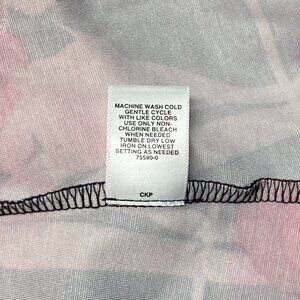 MACHINE WASH COLD
GENTLE CYCLE
WITH LIKE COLORS
USE ONLY NON-
CHLORINE BLEACH
WHEN NEEDED
TUMBLE DRY LOW
IRON ON LOWEST
SETTING AS NEEDED
75590-0
CKP